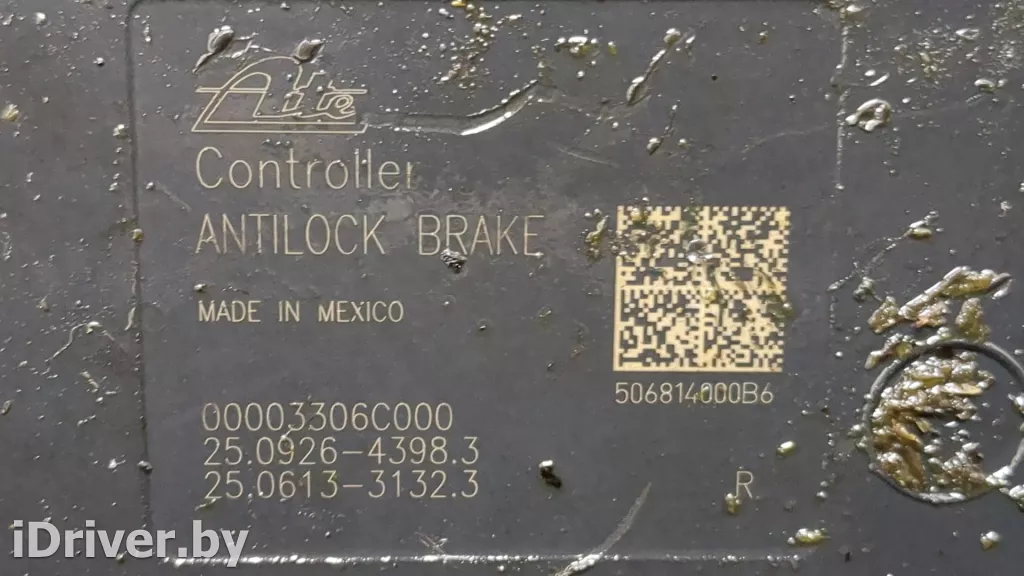 Ate
Controller
ANTILOCK BRAKE
MADE IN MEXICO
506814000B6
00003306C000
25.0926-4398.3
25.0613-3132.3
R
iDriver.by